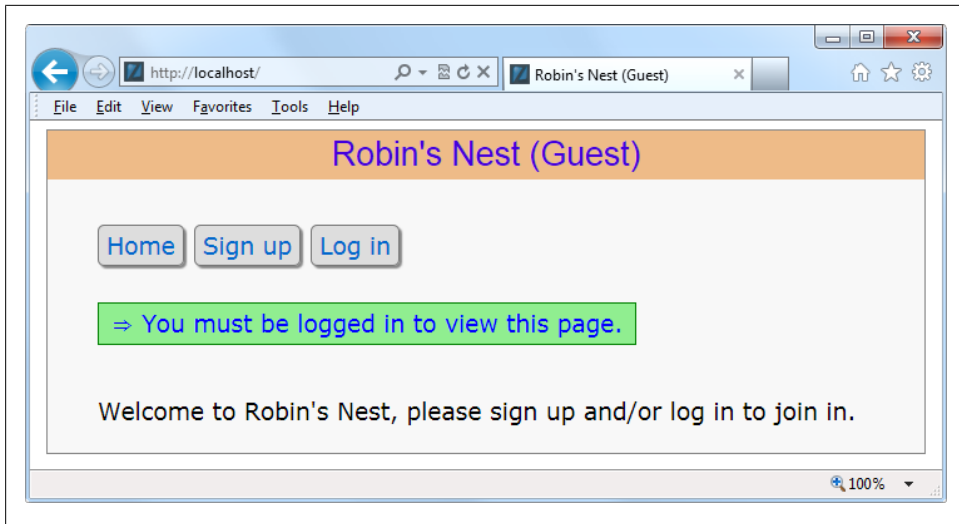 http://localhost/
Robin's Nest (Guest)
File Edit View Favorites Tools Help
Robin's Nest (Guest)
Home Sign up Log in
⇒ You must be logged in to view this page.
Welcome to Robin's Nest, please sign up and/or log in to join in.
100%